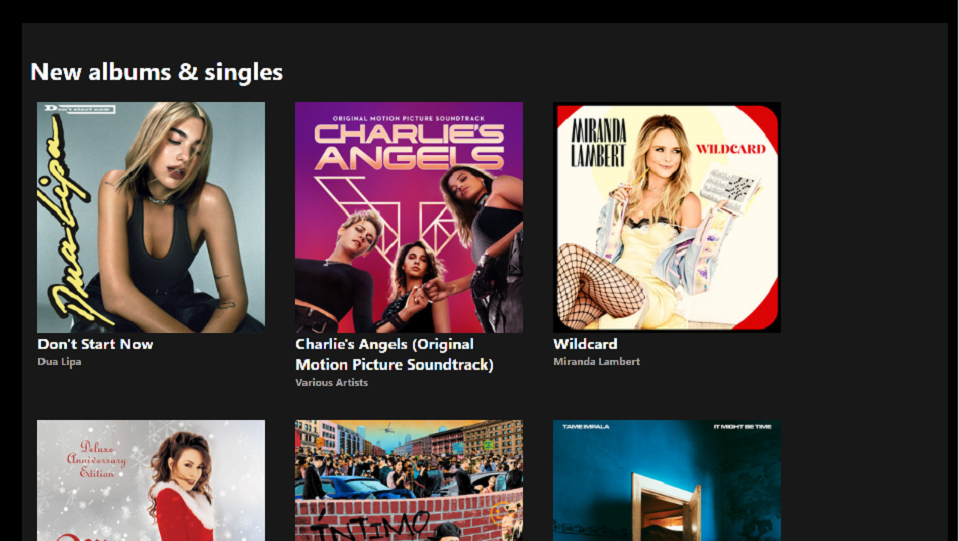 New albums & singles
Don't start now
Dua Lipa
ORIGINAL MOTION PICTURE SOUNDTRACK
CHARLIE'S
ANGELS
MIRANDA
LAMBERT
WILDCARD
Don't Start Now
Dua Lipa
Charlie's Angels (Original
Motion Picture Soundtrack)
Various Artists
Wildcard
Miranda Lambert
Deluxe
Anniversary
Edition
ÍNTIMO
TAME IMPALA
IT MIGHT BE TIME